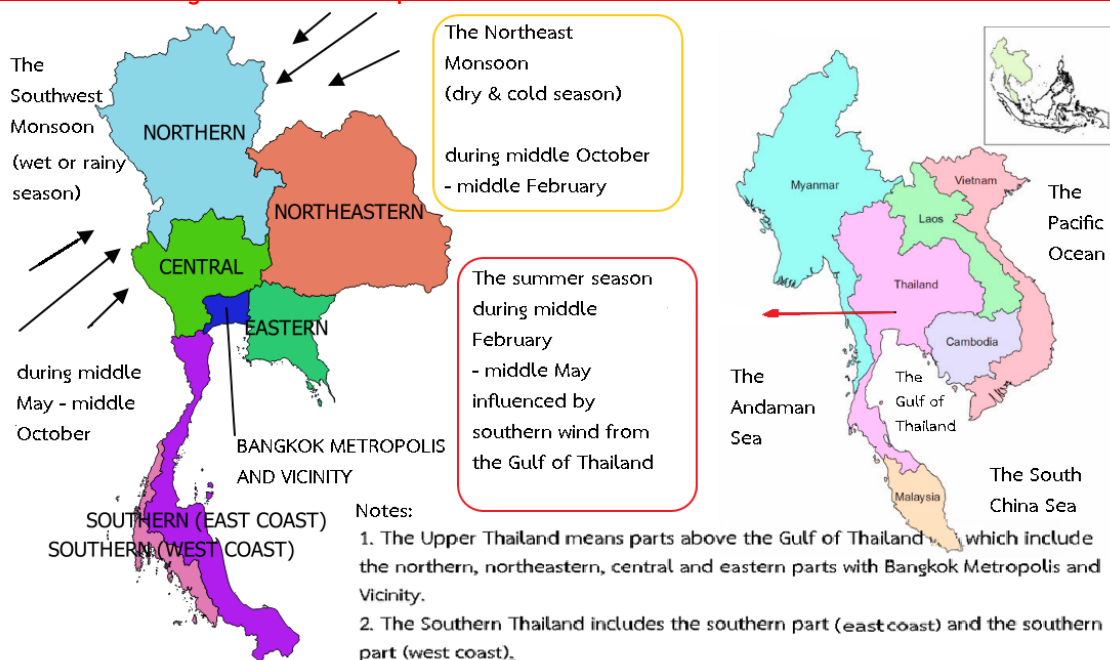 The
Southwest
Monsoon
(wet or rainy
season)
NORTHERN
NORTHEASTERN
CENTRAL
EASTERN
during middle
May - middle
October
BANGKOK METROPOLIS
AND VICINITY
SOUTHERN (EAST COAST)
SOUTHERN (WEST COAST)
The Northeast
Monsoon
(dry & cold season)
during middle October
- middle February
The summer season
during middle
February
- middle May
influenced by
southern wind from
the Gulf of Thailand
Myanmar
Vietnam
Laos
Thailand
Cambodia
Malaysia
The
Pacific
Ocean
The
Andaman
Sea
The
Gulf of
Thailand
The South
China Sea
Notes:
1. The Upper Thailand means parts above the Gulf of Thailand which include
the northern, northeastern, central and eastern parts with Bangkok Metropolis and
Vicinity.
2. The Southern Thailand includes the southern part (east coast) and the southern
part (west coast).